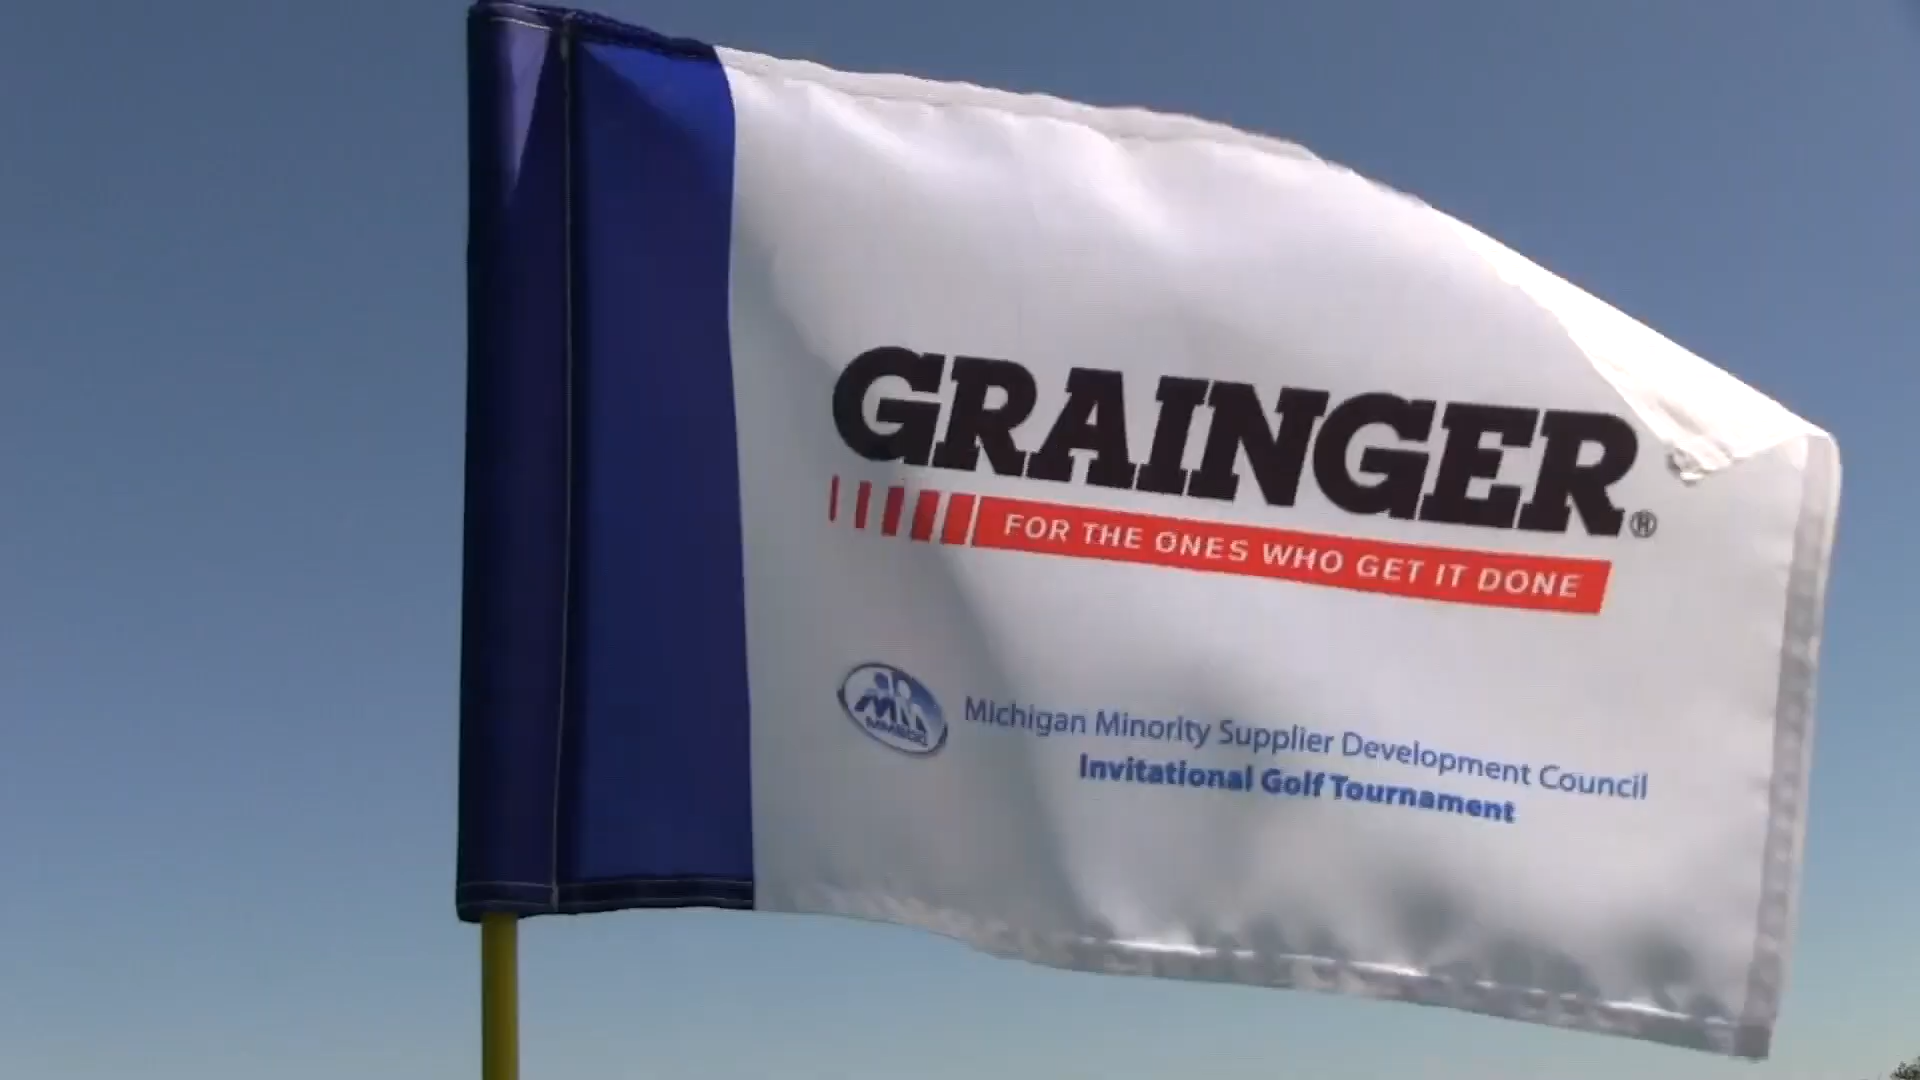 GRAINGER®
FOR THE ONES WHO GET IT DONE
Michigan Minority Supplier Development Council
Invitational Golf Tournament